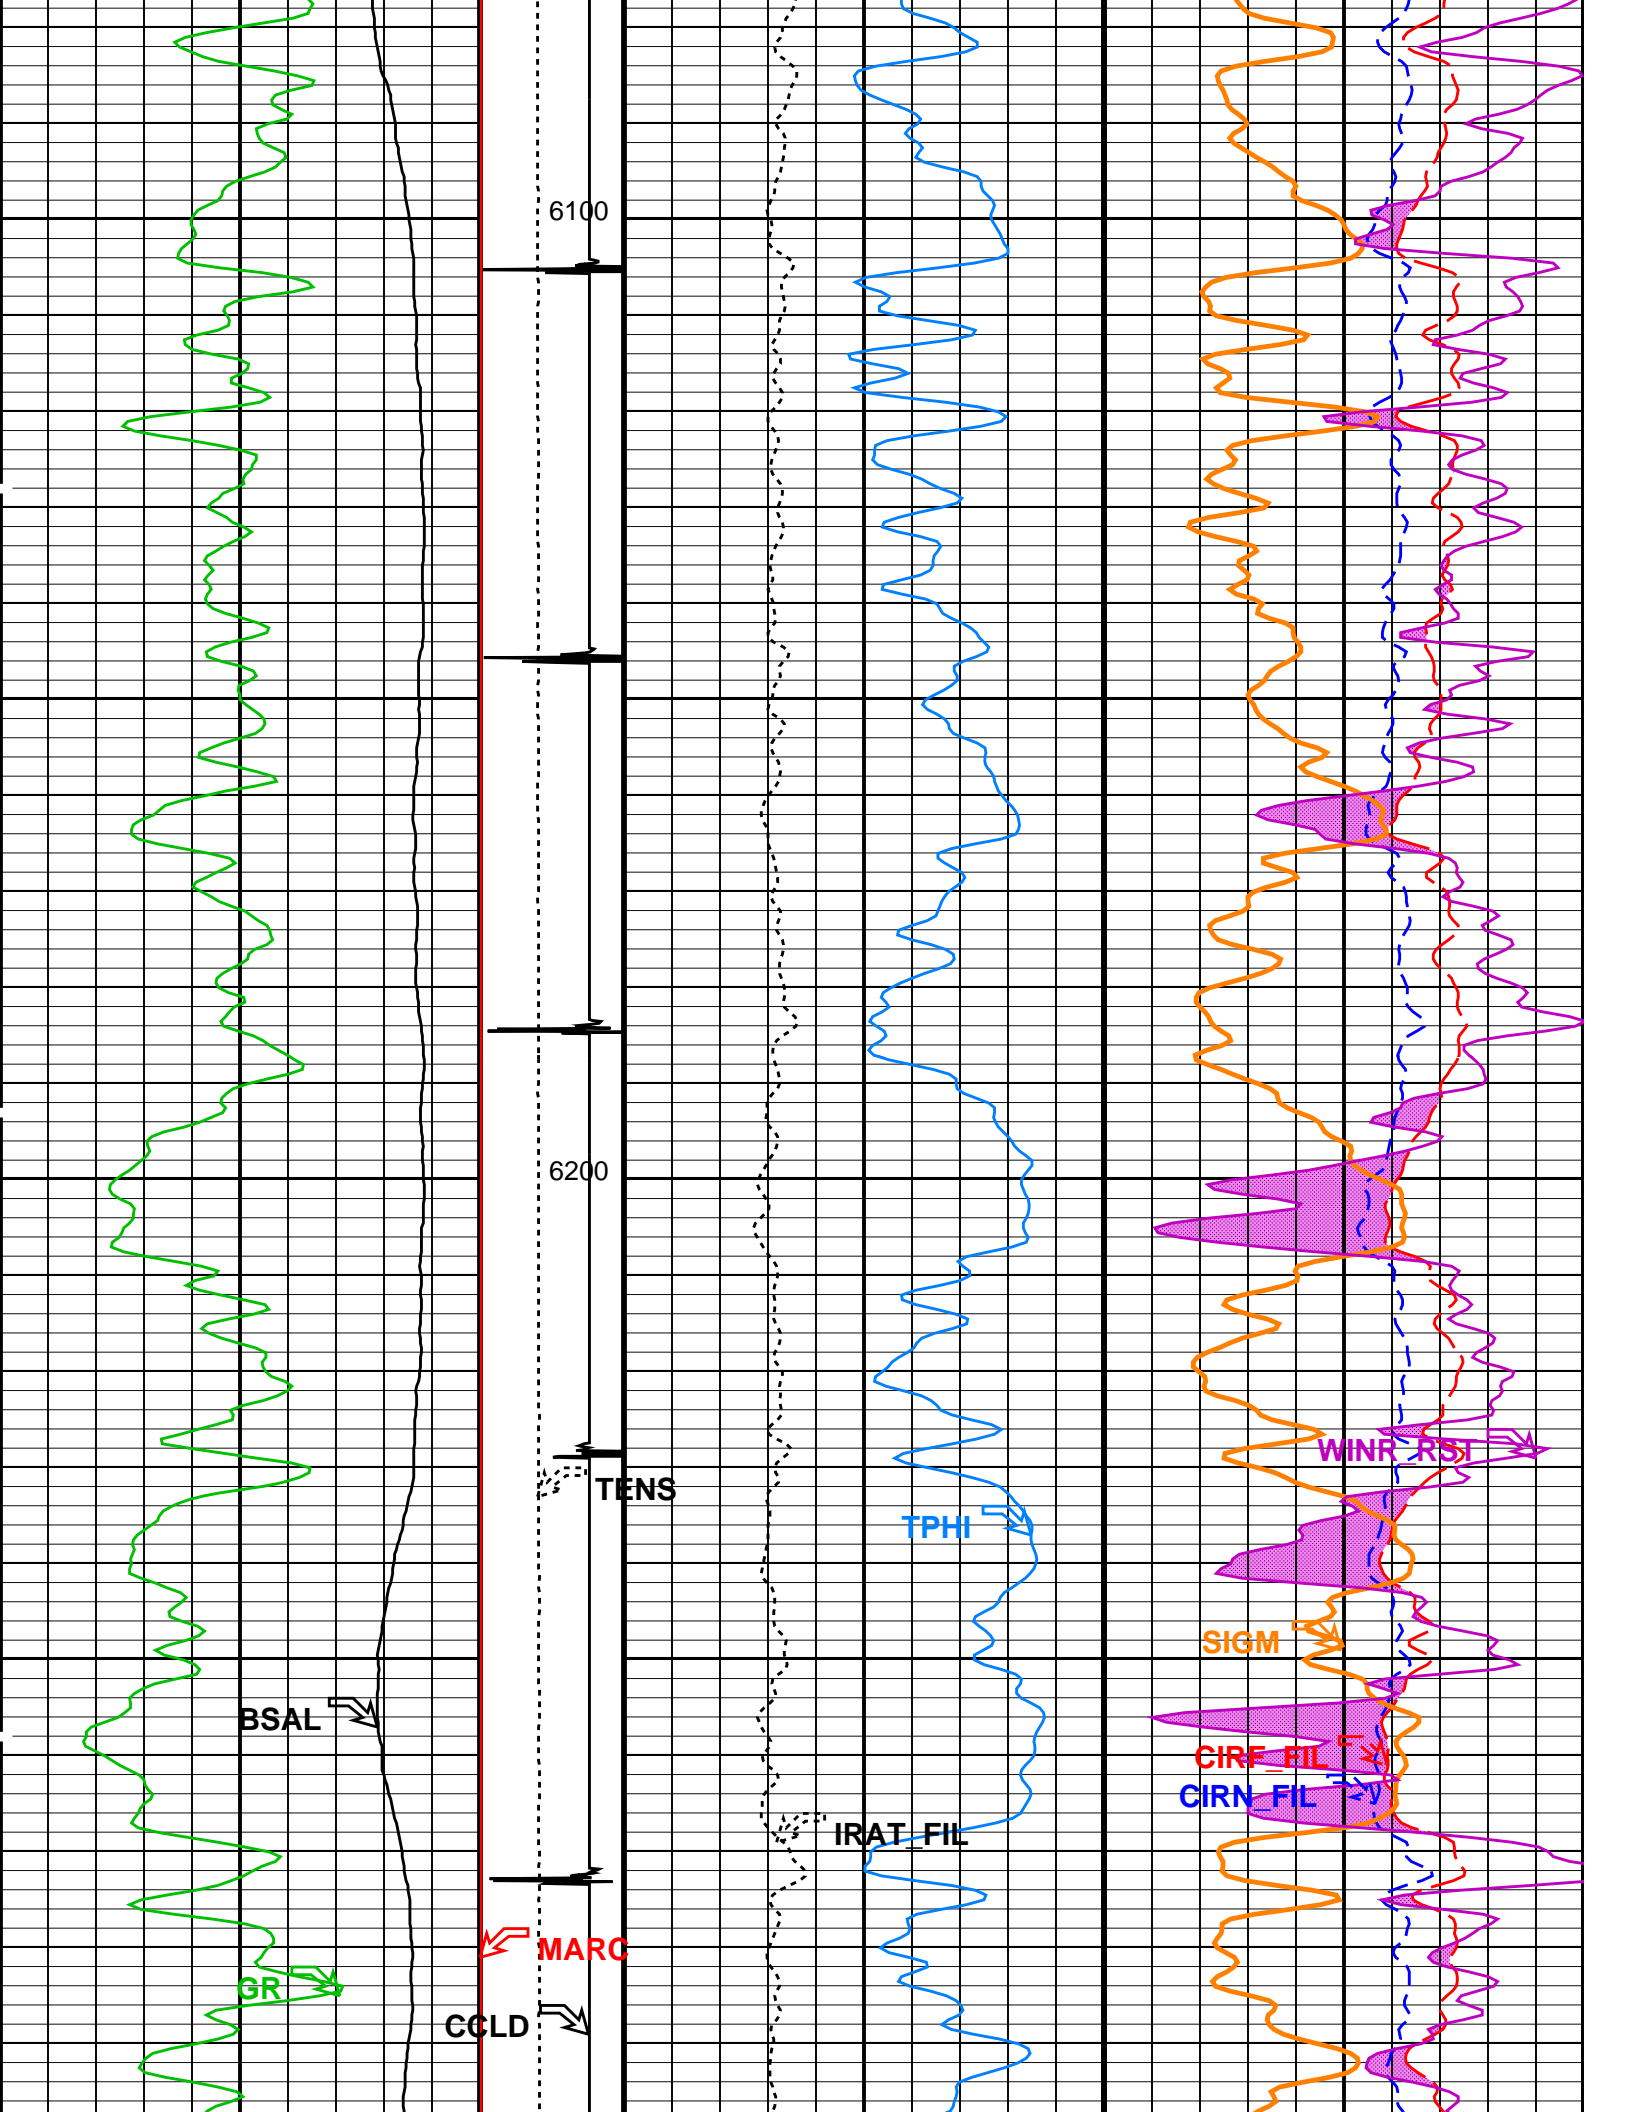 6100
6200
WINR_RST
TENS
TPHI
SIGM
BSAL
CIRF_FIL
CIRN_FIL
IRAT_FIL
MARC
GR
CCLD